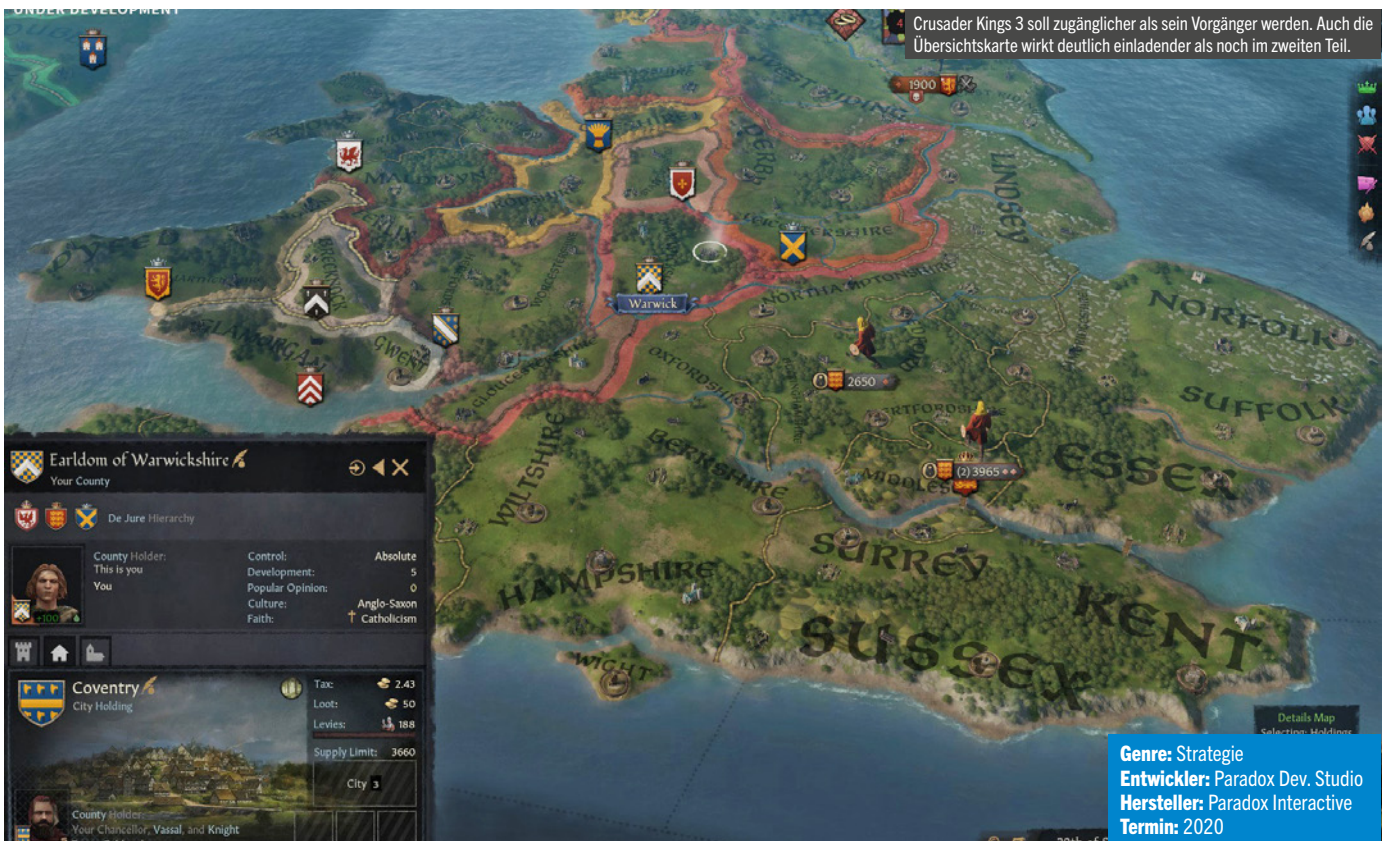 UNDER DEVELOPMENT
Crusader Kings 3 soll zugänglicher als sein Vorgänger werden. Auch die
Übersichtskarte wirkt deutlich einladender als noch im zweiten Teil.
1900
LINDSEY
DERBY
MALDWYN
DYFED
NORTHAMPTONSHIRE
NORFOLK
SUFFOLK
Warwick
GLAMORGAN
GWENT
GLOUCESTERSHIRE
OXFORDSHIRE
2650
(2) 3965
ESSEX
WILTSHIRE
BERKSHIRE
SURREY
HAMPSHIRE
KENT
SUSSEX
WIGHT
Earldom of Warwickshire
Your County
De Jure Hierarchy
County Holder:
This is you
You
+100
Control: Absolute
Development: 5
Popular Opinion: 0
Culture: Anglo-Saxon
Faith: Catholicism
Coventry
City Holding
Tax: 2.43
Loot: 50
Levies: 188
Supply Limit: 3660
City 3
County Holder:
Your Chancellor, Vassal, and Knight
Details Map
Selecting: Holdings
Genre: Strategie
Entwickler: Paradox Dev. Studio
Hersteller: Paradox Interactive
Termin: 2020